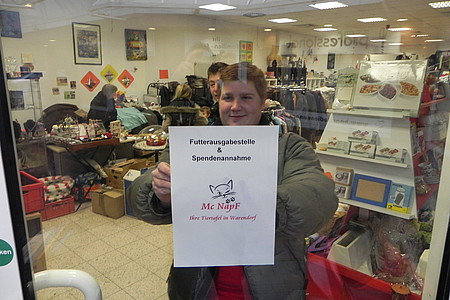 Futterausgabestelle
&
Spendenannahme
Mc NapF
Ihre Tiertafel in Warendorf